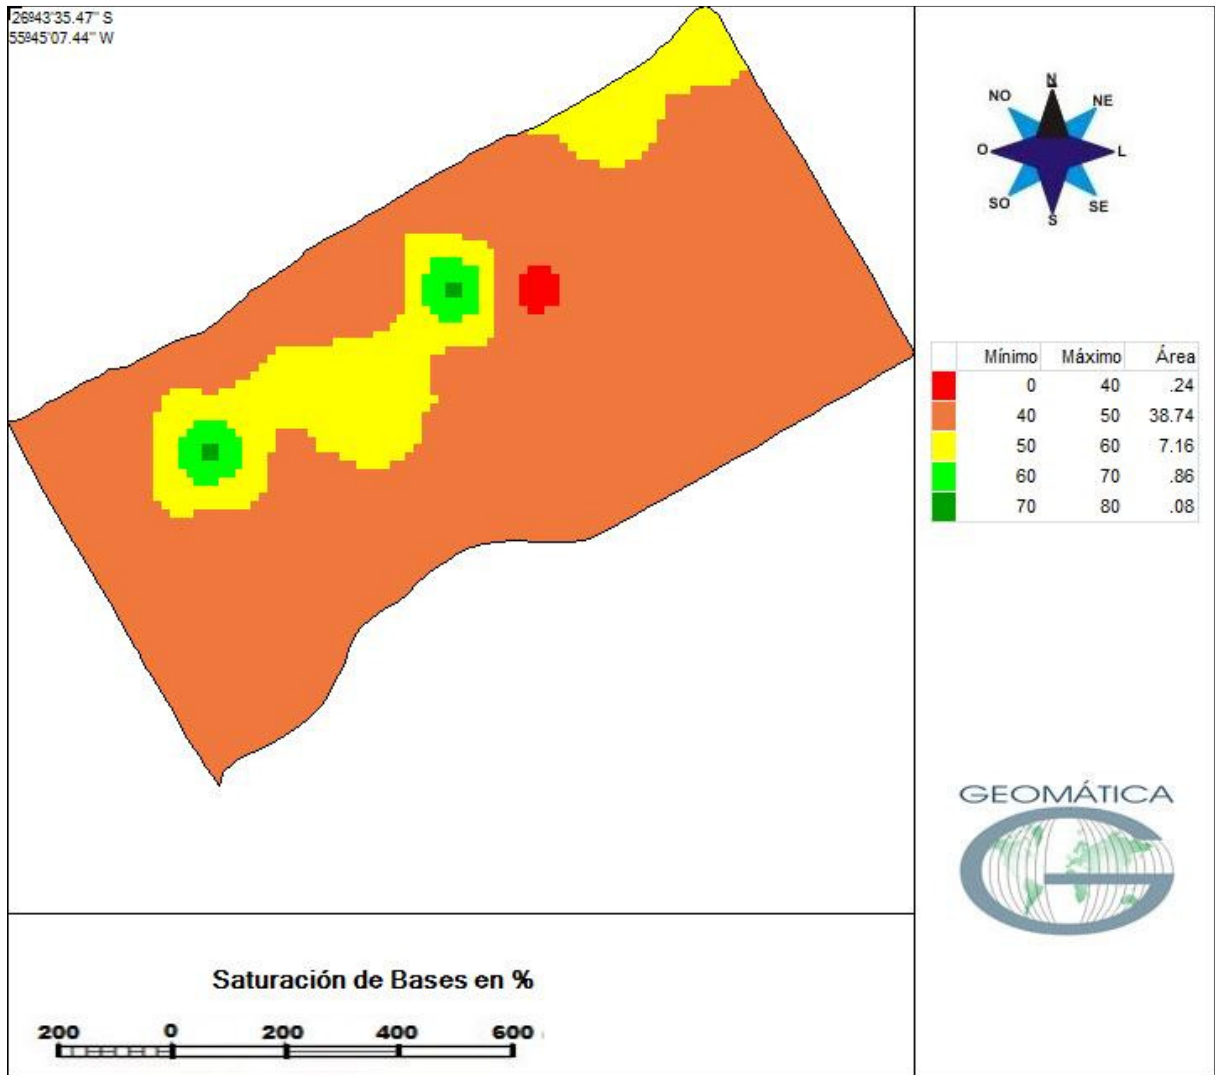 26º43'35.47" S
55º45'07.44" W
N
NO
NE
O
L
SO
SE
S
Mínimo Máximo Área
0 40 .24
40 50 38.74
50 60 7.16
60 70 .86
70 80 .08
GEOMÁTICA
G
Saturación de Bases en %
200 0 200 400 600